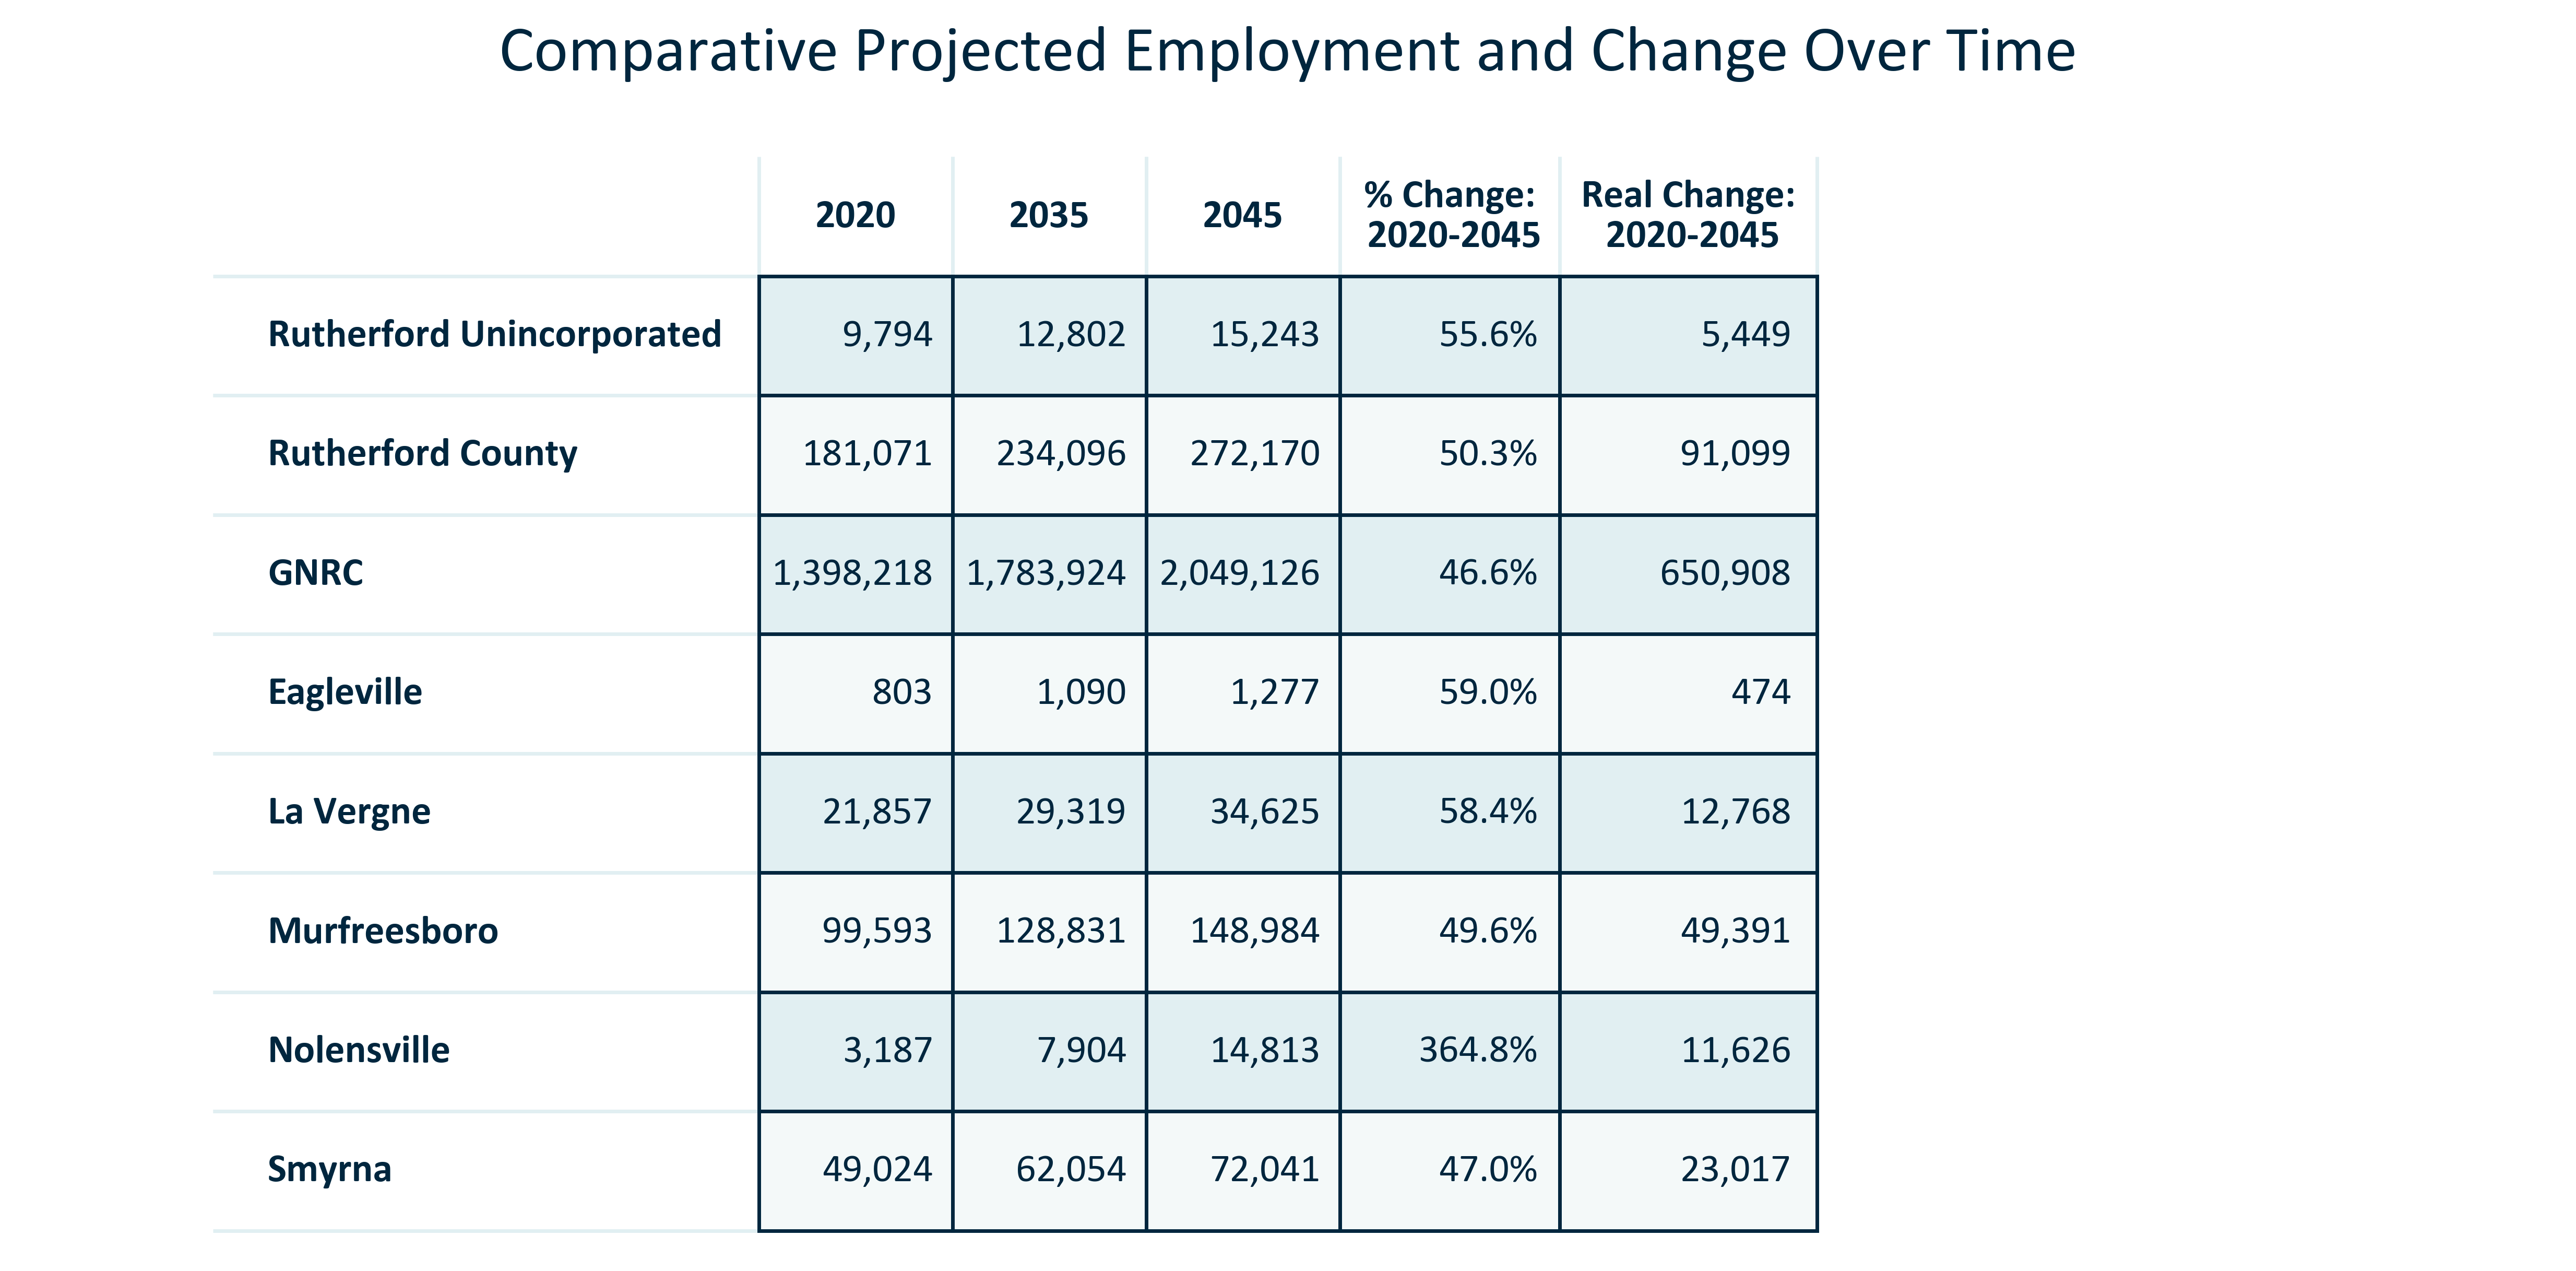 Comparative Projected Employment and Change Over Time
2020 2035 2045 % Change: 2020-2045 Real Change: 2020-2045
Rutherford Unincorporated 9,794 12,802 15,243 55.6% 5,449
Rutherford County 181,071 234,096 272,170 50.3% 91,099
GNRC 1,398,218 1,783,924 2,049,126 46.6% 650,908
Eagleville 803 1,090 1,277 59.0% 474
La Vergne 21,857 29,319 34,625 58.4% 12,768
Murfreesboro 99,593 128,831 148,984 49.6% 49,391
Nolensville 3,187 7,904 14,813 364.8% 11,626
Smyrna 49,024 62,054 72,041 47.0% 23,017